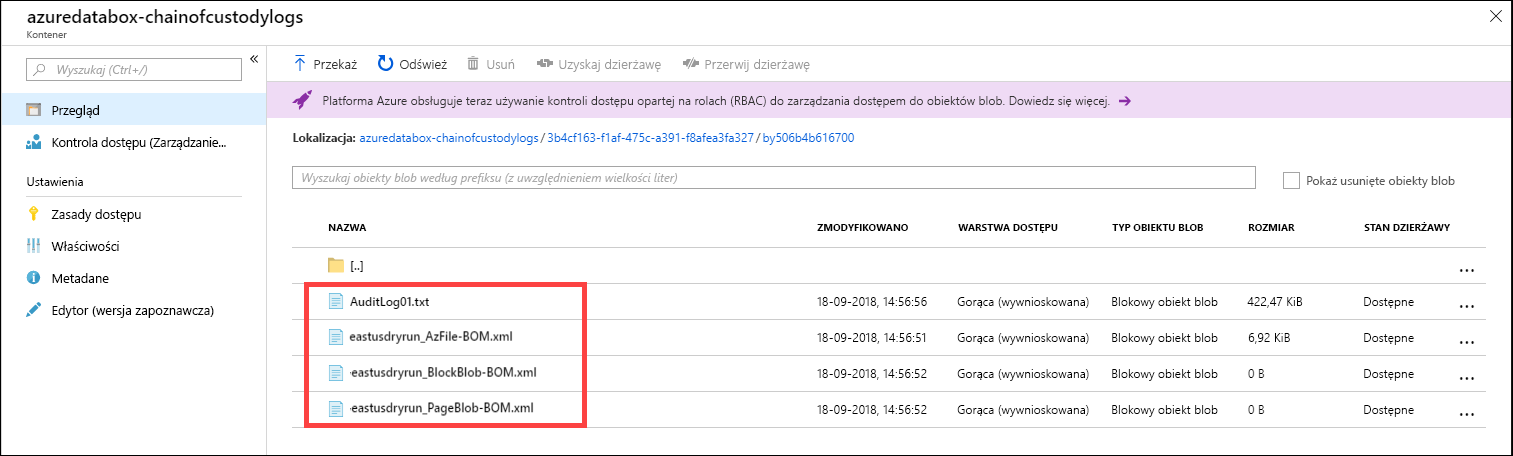 azuredatabox-chainofcustodylogs
Kontener
Wyszukaj (Ctrl+/)
«
Przegląd
Kontrola dostępu (Zarządzanie...
Ustawienia
Zasady dostępu
Właściwości
Metadane
Edytor (wersja zapoznawcza)
Przekaż Odśwież Usuń Uzyskaj dzierżawę Przerwij dzierżawę
Platforma Azure obsługuje teraz używanie kontroli dostępu opartej na rolach (RBAC) do zarządzania dostępem do obiektów blob. Dowiedz się więcej. →
Lokalizacja: azuredatabox-chainofcustodylogs / 3b4cf163-f1af-475c-a391-f8afea3fa327 / by506b4b616700
Wyszukaj obiekty blob według prefiksu (z uwzględnieniem wielkości liter)
Pokaż usunięte obiekty blob
NAZWA ZMODYFIKOWANO WARSTWA DOSTĘPU TYP OBIEKTU BLOB ROZMIAR STAN DZIERŻAWY
[..] ...
AuditLog01.txt 18-09-2018, 14:56:56 Gorąca (wywnioskowana) Blokowy obiekt blob 422,47 KiB Dostępne ...
eastusdryrun_AzFile-BOM.xml 18-09-2018, 14:56:51 Gorąca (wywnioskowana) Blokowy obiekt blob 6,92 KiB Dostępne ...
-eastusdryrun_BlockBlob-BOM.xml 18-09-2018, 14:56:52 Gorąca (wywnioskowana) Blokowy obiekt blob 0 B Dostępne ...
-eastusdryrun_PageBlob-BOM.xml 18-09-2018, 14:56:52 Gorąca (wywnioskowana) Blokowy obiekt blob 0 B Dostępne ...